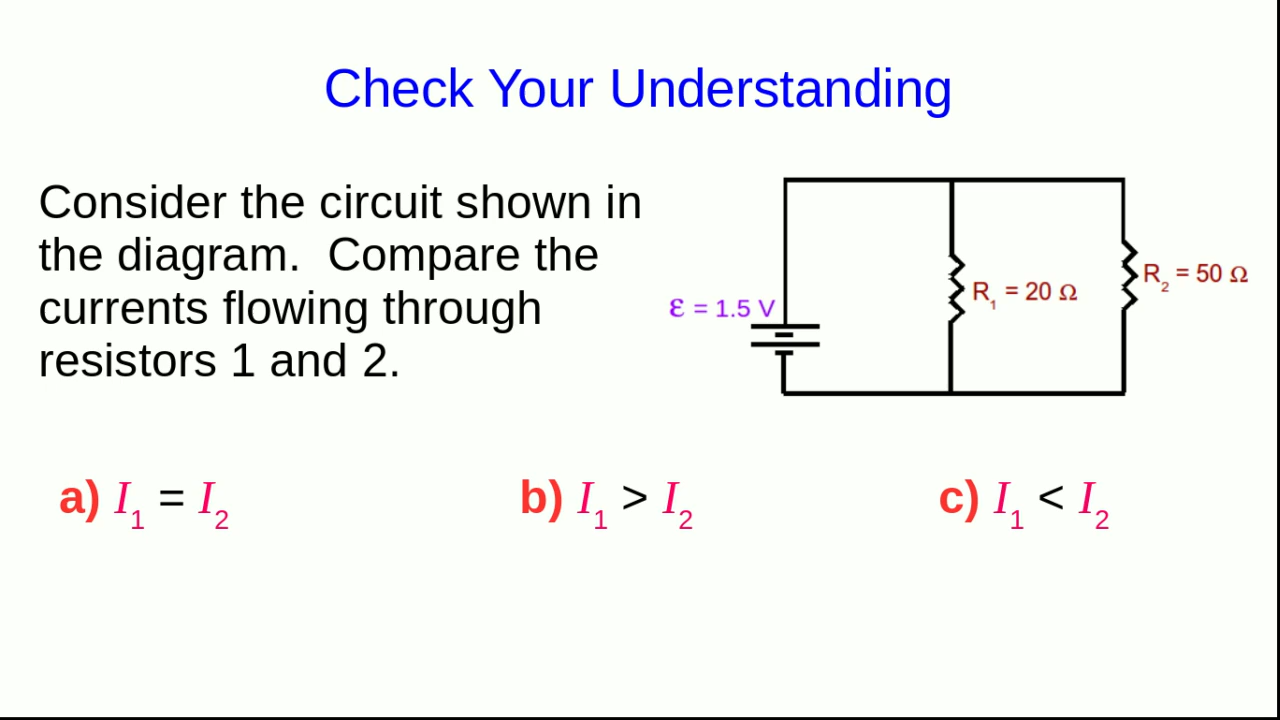 Check Your Understanding
Consider the circuit shown in
the diagram.  Compare the
currents flowing through
resistors 1 and 2.
ε = 1.5 V
R₁ = 20 Ω
R₂ = 50 Ω
a) I₁ = I₂
b) I₁ > I₂
c) I₁ < I₂